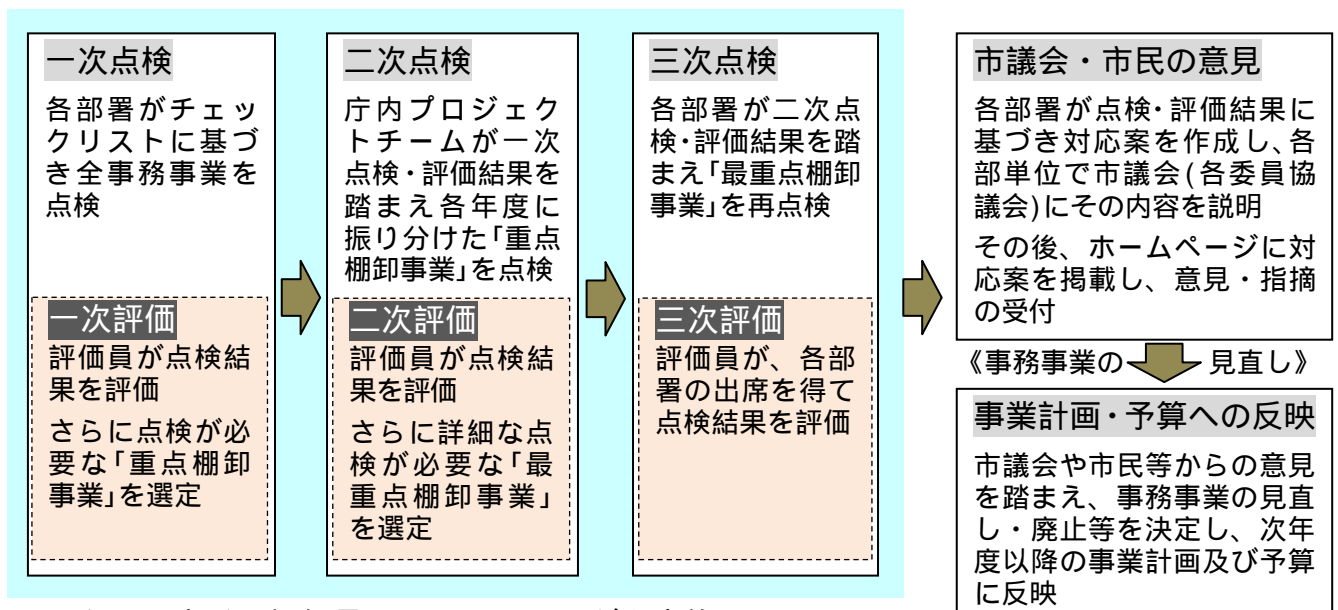 一次点検
各部署がチェッ
クリストに基づ
き全事務事業を
点検
一次評価
評価員が点検結
果を評価
さらに点検が必
要な「重点棚卸
事業」を選定
二次点検
庁内プロジェク
トチームが一次
点検・評価結果を
踏まえ各年度に
振り分けた「重点
棚卸事業」を点検
二次評価
評価員が点検結
果を評価
さらに詳細な点
検が必要な「最
重点棚卸事業」
を選定
三次点検
各部署が二次点
検・評価結果を踏
まえ「最重点棚卸
事業」を再点検
三次評価
評価員が、各部
署の出席を得て
点検結果を評価
市議会・市民の意見
各部署が点検・評価結果に
基づき対応案を作成し、各
部単位で市議会(各委員協
議会)にその内容を説明
その後、ホームページに対
応案を掲載し、意見・指摘
の受付
《事務事業の 見直し》
事業計画・予算への反映
市議会や市民等からの意見
を踏まえ、事務事業の見直
し・廃止等を決定し、次年
度以降の事業計画及び予算
に反映